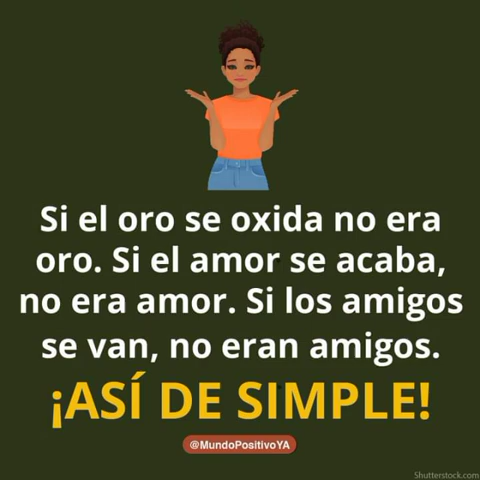 Si el oro se oxida no era
oro. Si el amor se acaba,
no era amor. Si los amigos
se van, no eran amigos.
¡ASÍ DE SIMPLE!
@MundoPositivoYA
Shutterstock.com